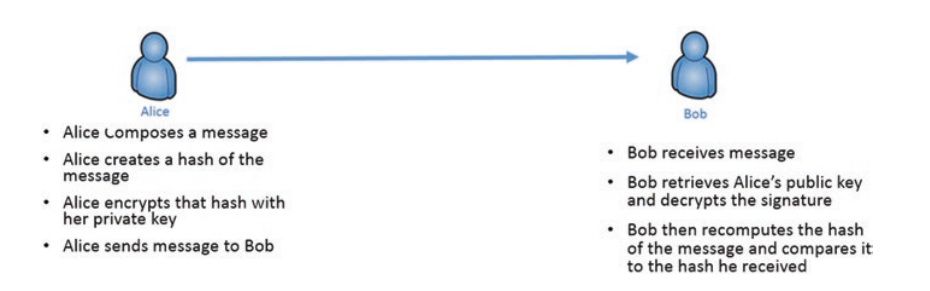 Alice
• Alice Composes a message
• Alice creates a hash of the
message
• Alice encrypts that hash with
her private key
• Alice sends message to Bob
Bob
• Bob receives message
• Bob retrieves Alice's public key
and decrypts the signature
• Bob then recomputes the hash
of the message and compares it
to the hash he received